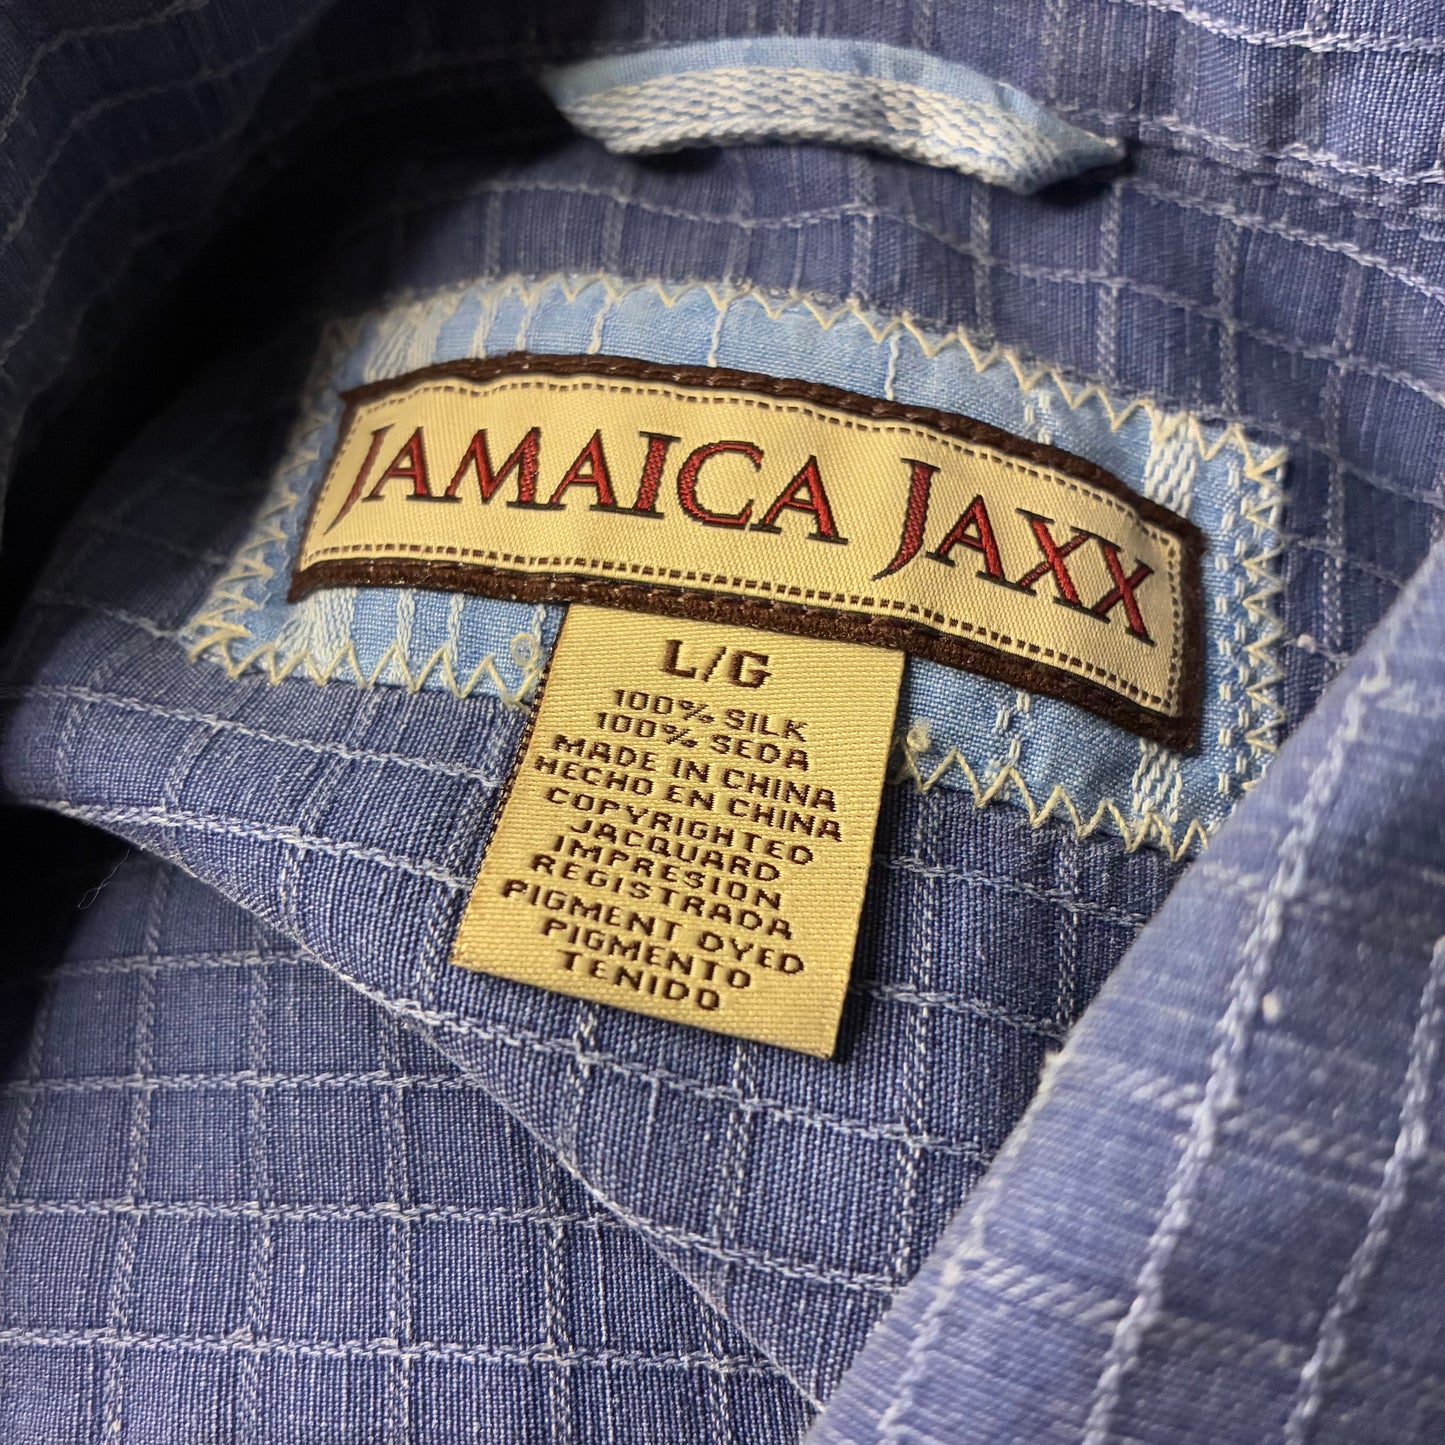 JAMAICA JAXX
L/G
100% SILK
100% SEDA
MADE IN CHINA
HECHO EN CHINA
COPYRIGHTED
JACQUARD
IMPRESION
REGISTRADA
PIGMENT DYED
PIGMENTO
TENIDO